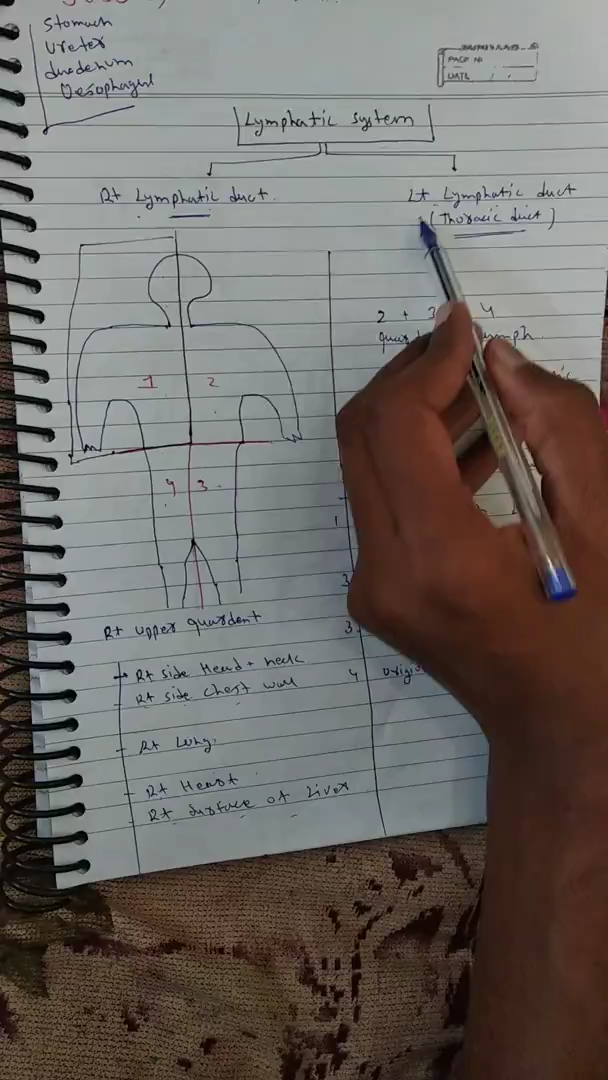 Stomach
Ureter
duodenum
Oesophagus
PAGE No
DATE / /
Lymphatic system
Rt Lymphatic duct.
Lt Lymphatic duct
(Thoracic duct)
2 + 3 4
1 2
4 3
1
3
3.
4
Rt upper quardent
Rt side Head + neck
Rt side chest wall
Rt Lung.
Rt Heart.
Rt surface of Liver